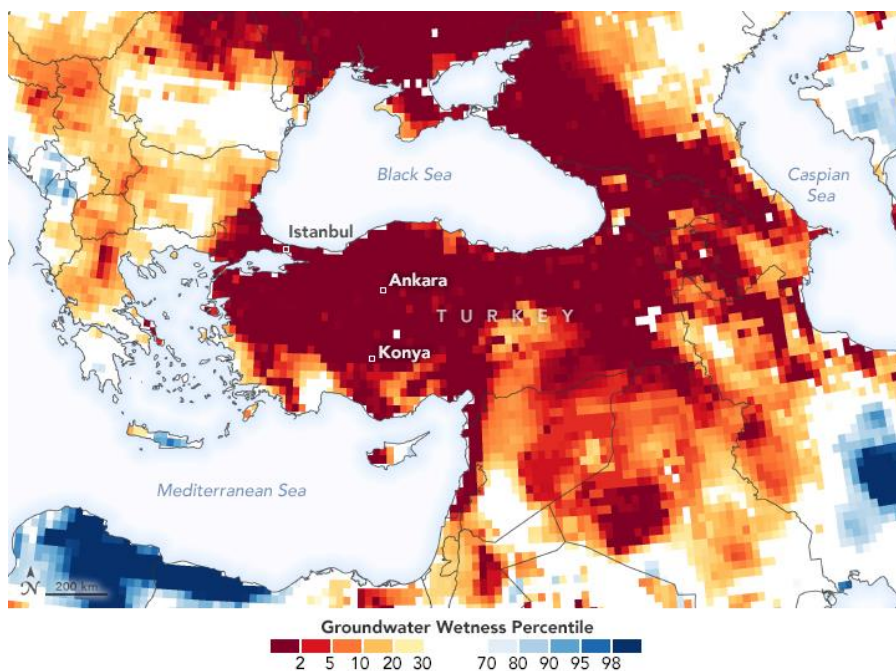 Black Sea
Caspian
Sea
Istanbul
Ankara
TURKEY
Konya
Mediterranean Sea
N
200 km
Groundwater Wetness Percentile
2 5 10 20 30 70 80 90 95 98